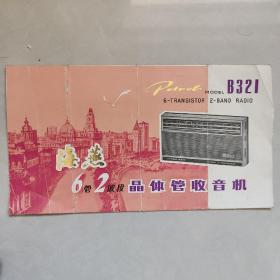 Petrel MODEL B321
6-TRANSISTOR 2-BAND RADIO
海燕
6管2波段 晶体管收音机